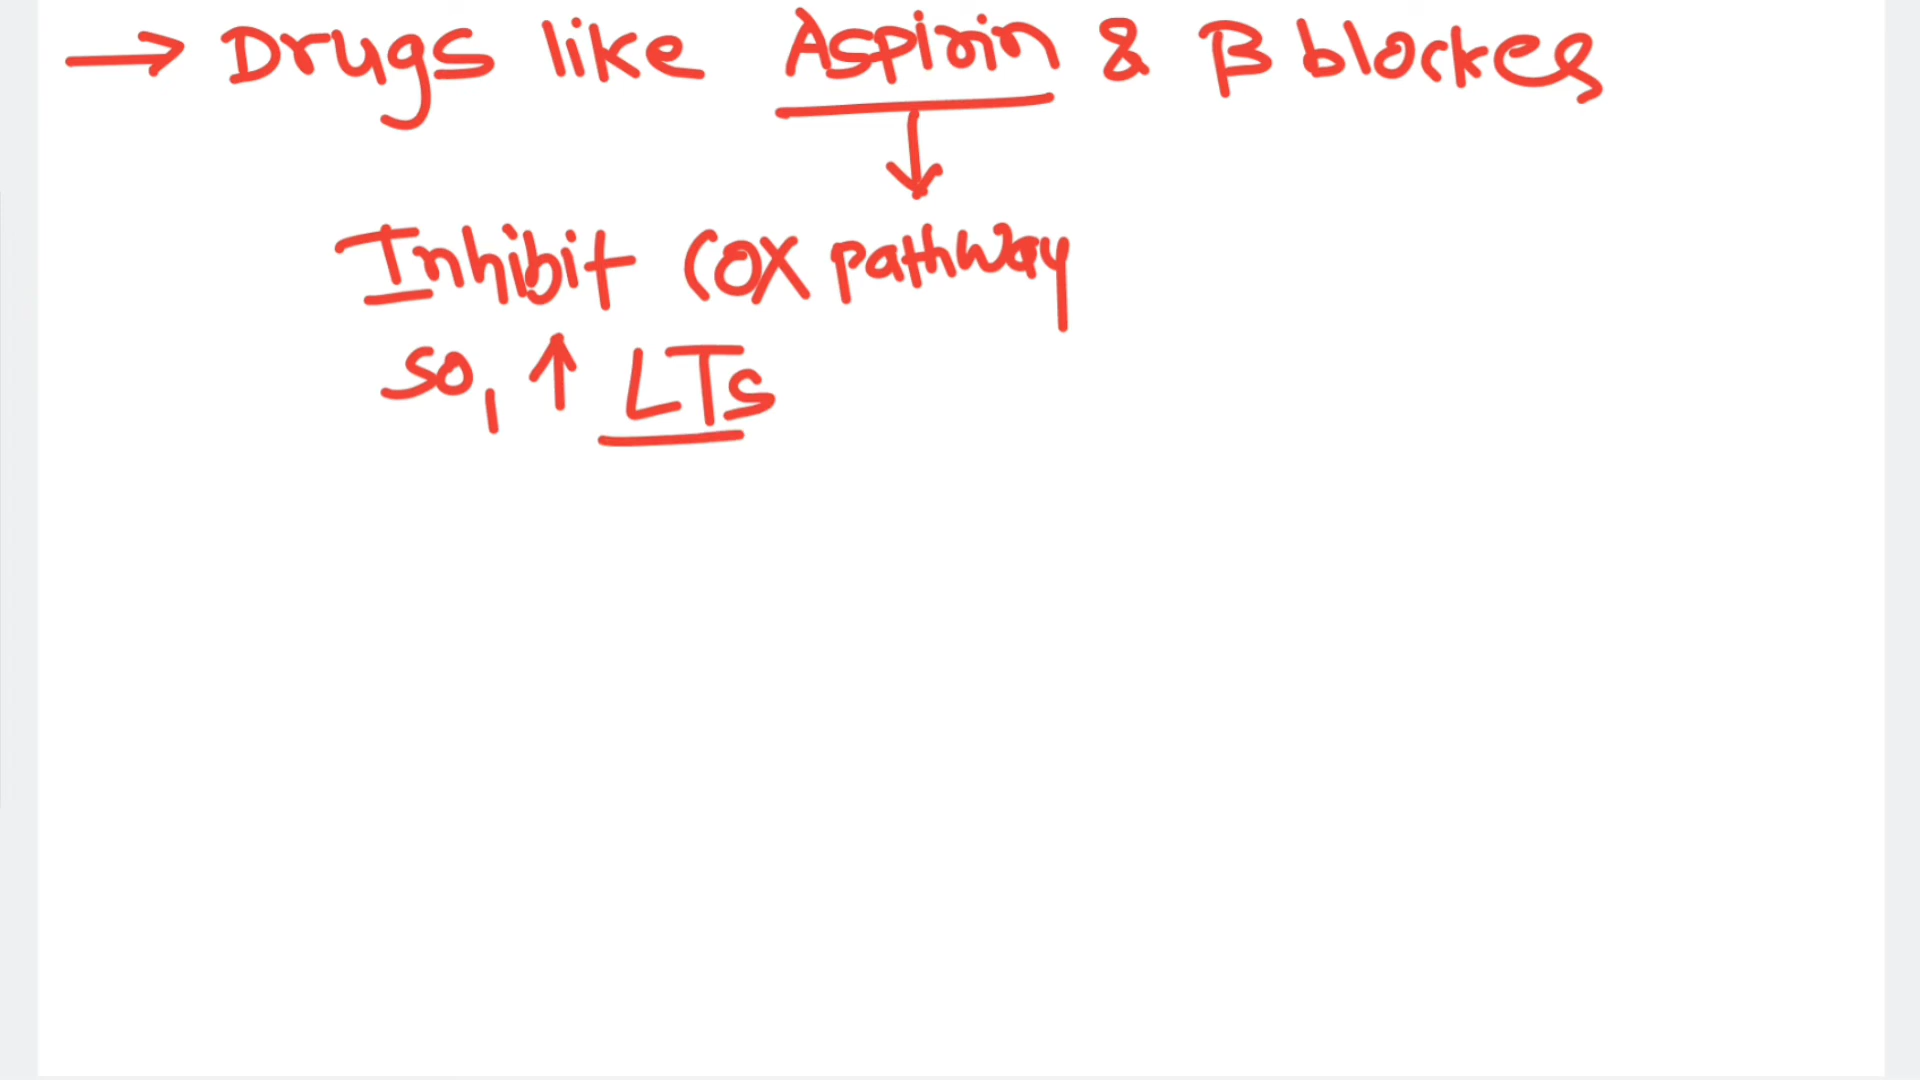 → Drugs like Aspirin & β blockers
↓
Inhibit COX pathway
so, ↑ LTs